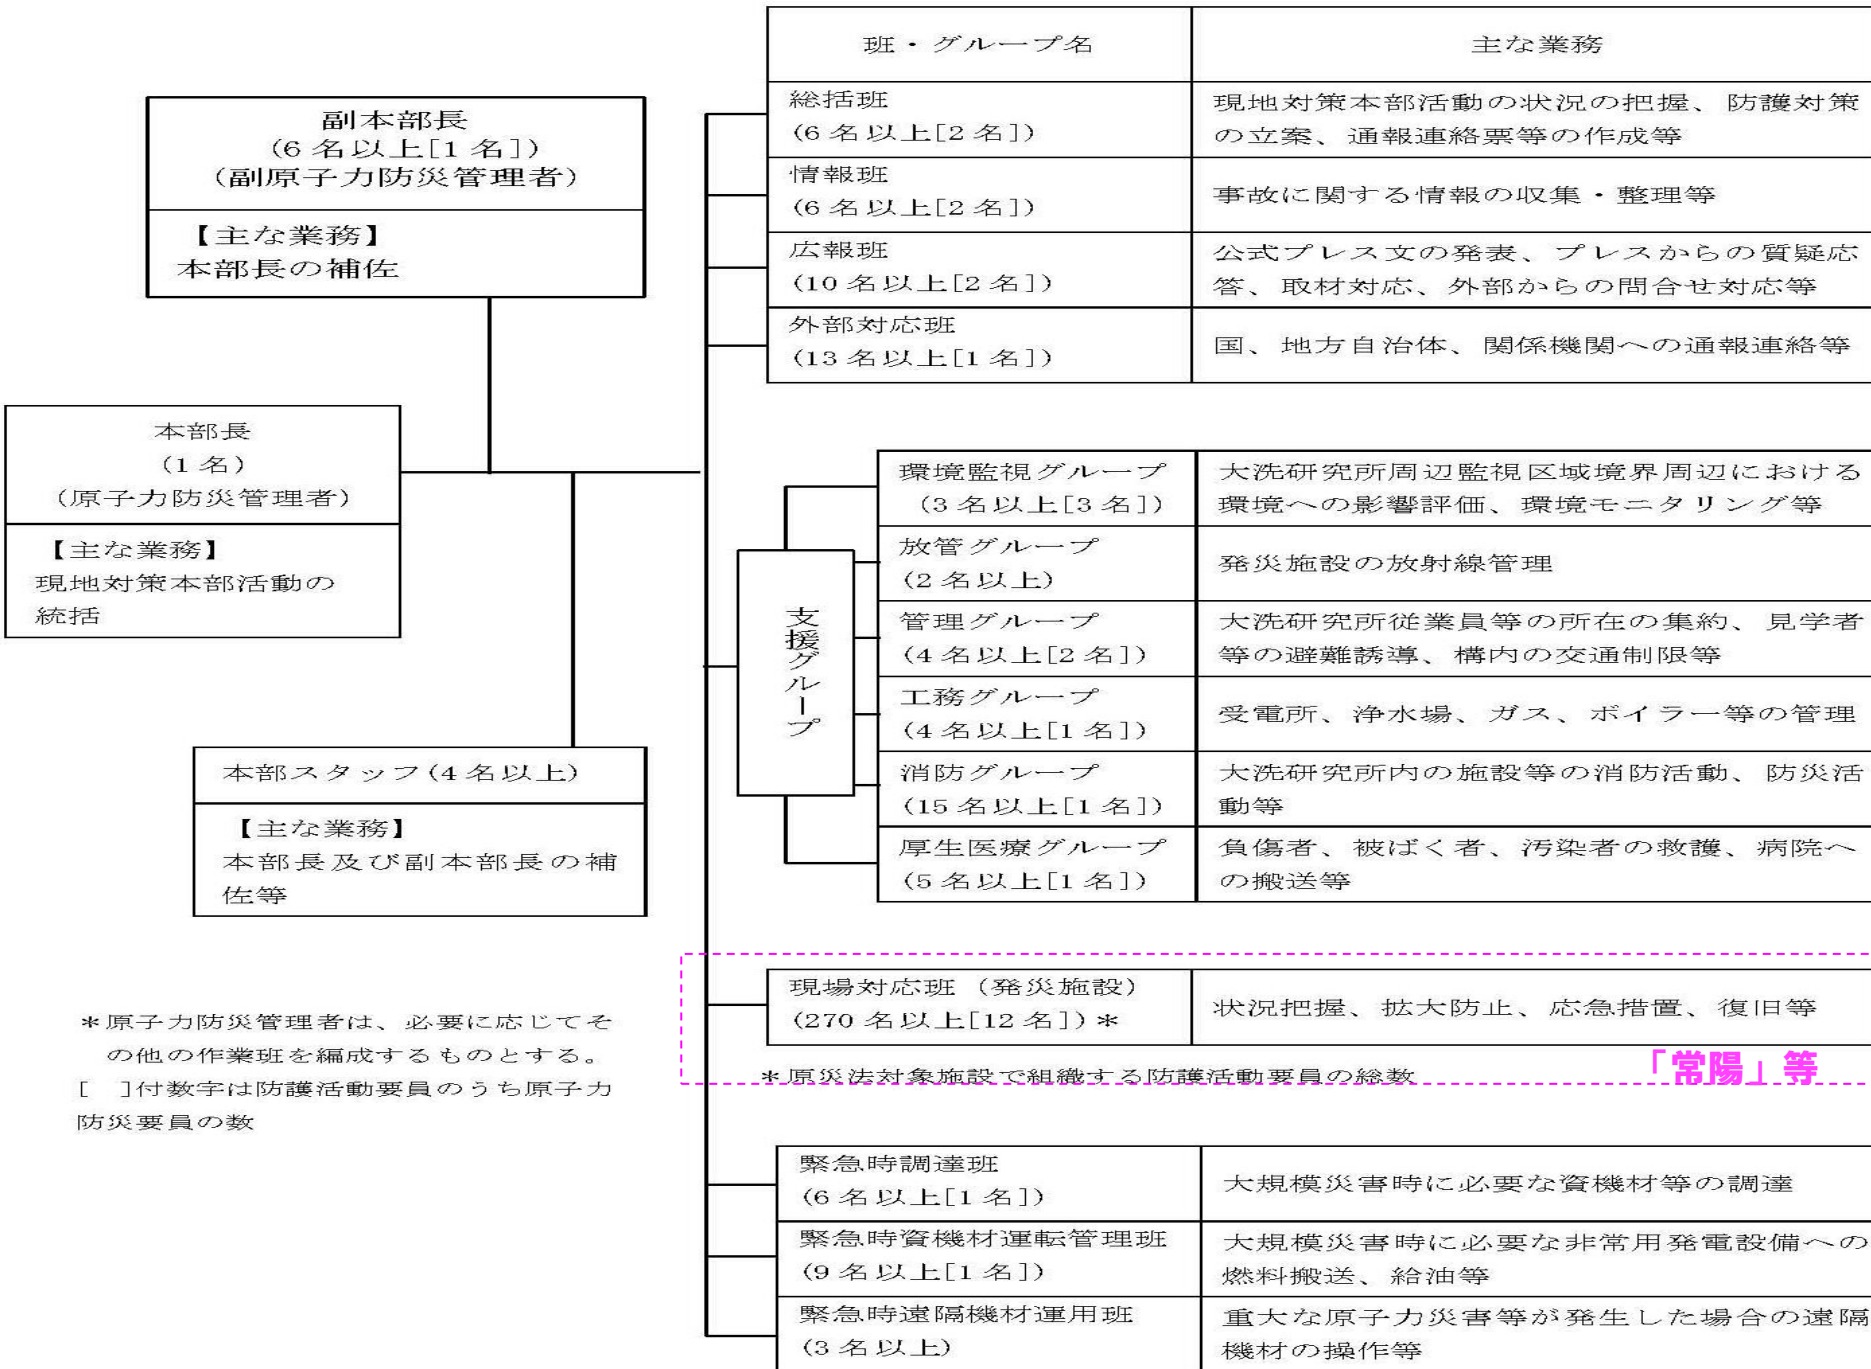 副本部長
(6名以上[1名])
(副原子力防災管理者)
【主な業務】
本部長の補佐
本部長
(1名)
(原子力防災管理者)
【主な業務】
現地対策本部活動の
統括
本部スタッフ(4名以上)
【主な業務】
本部長及び副本部長の補
佐等
*原子力防災管理者は、必要に応じてそ
の他の作業班を編成するものとする。
[ ]付数字は防護活動要員のうち原子力
防災要員の数
班・グループ名
主な業務
総括班
(6名以上[2名])
現地対策本部活動の状況の把握、防護対策
の立案、通報連絡票等の作成等
情報班
(6名以上[2名])
事故に関する情報の収集・整理等
広報班
(10名以上[2名])
公式プレス文の発表、プレスからの質疑応
答、取材対応、外部からの問合せ対応等
外部対応班
(13名以上[1名])
国、地方自治体、関係機関への通報連絡等
支援グループ
環境監視グループ
(3名以上[3名])
大洗研究所周辺監視区域境界周辺における
環境への影響評価、環境モニタリング等
放管グループ
(2名以上)
発災施設の放射線管理
管理グループ
(4名以上[2名])
大洗研究所従業員等の所在の集約、見学者
等の避難誘導、構内の交通制限等
工務グループ
(4名以上[1名])
受電所、浄水場、ガス、ボイラー等の管理
消防グループ
(15名以上[1名])
大洗研究所内の施設等の消防活動、防災活
動等
厚生医療グループ
(5名以上[1名])
負傷者、被ばく者、汚染者の救護、病院へ
の搬送等
現場対応班(発災施設)
(270名以上[12名])*
状況把握、拡大防止、応急措置、復旧等
*原災法対象施設で組織する防護活動要員の総数
「常陽」等
緊急時調達班
(6名以上[1名])
大規模災害時に必要な資機材等の調達
緊急時資機材運転管理班
(9名以上[1名])
大規模災害時に必要な非常用発電設備への
燃料搬送、給油等
緊急時遠隔機材運用班
(3名以上)
重大な原子力災害等が発生した場合の遠隔
機材の操作等